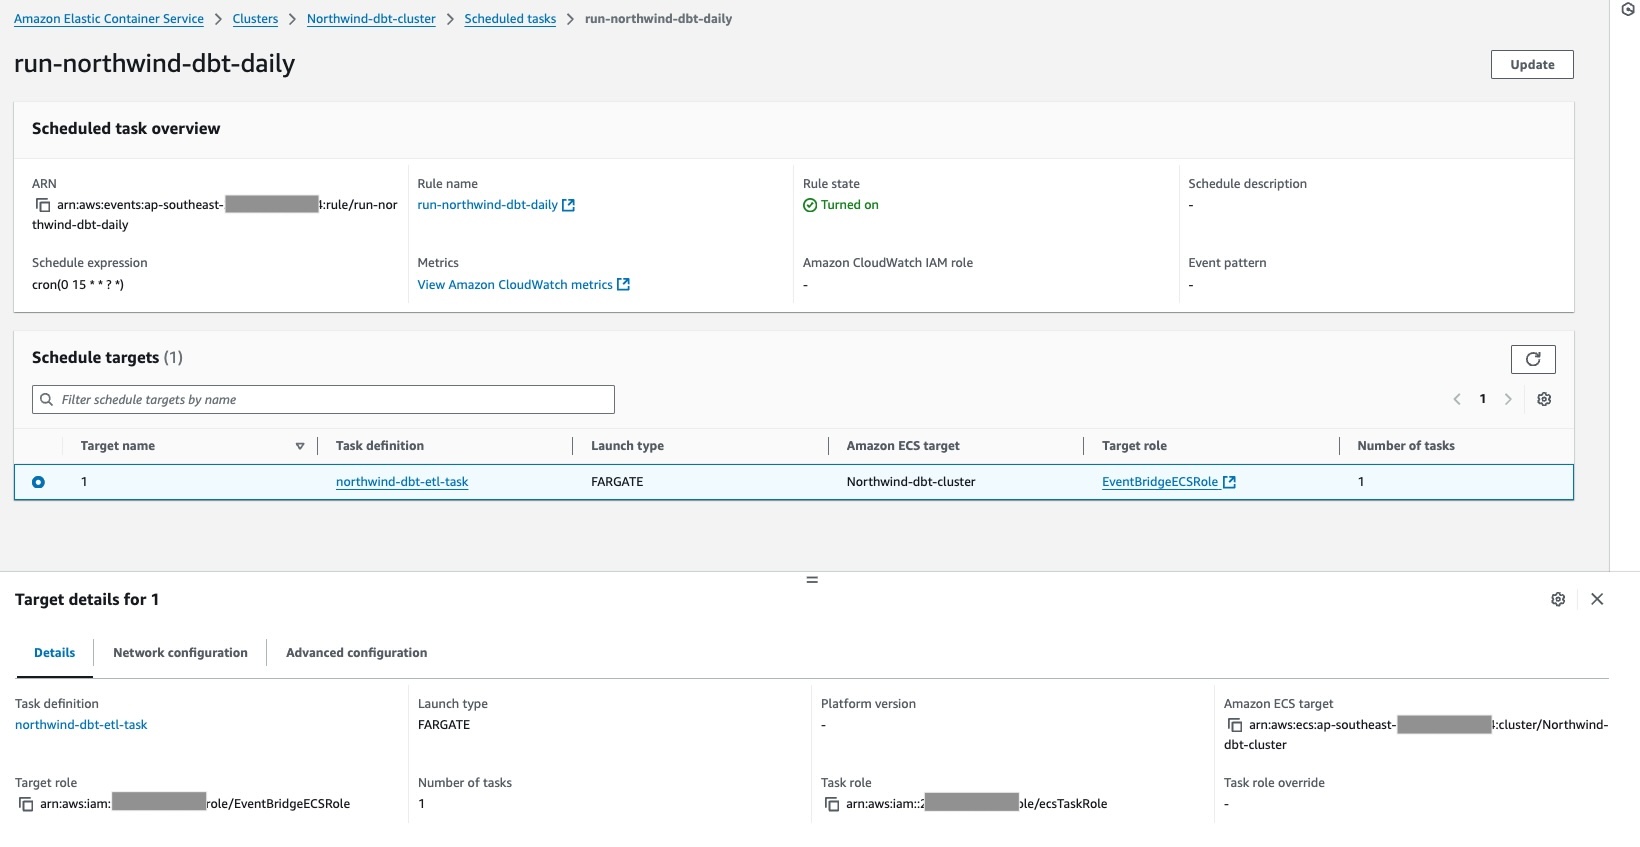 Amazon Elastic Container Service > Clusters > Northwind-dbt-cluster > Scheduled tasks > run-northwind-dbt-daily
run-northwind-dbt-daily
Update
Scheduled task overview
ARN
arn:aws:events:ap-southeast- :rule/run-nor
thwind-dbt-daily
Rule name
run-northwind-dbt-daily
Rule state
Turned on
Schedule description
-
Schedule expression
cron(0 15 * * ? *)
Metrics
View Amazon CloudWatch metrics
Amazon CloudWatch IAM role
-
Event pattern
-
Schedule targets (1)
Filter schedule targets by name
1
Target name Task definition Launch type Amazon ECS target Target role Number of tasks
1 northwind-dbt-etl-task FARGATE Northwind-dbt-cluster EventBridgeECSRole 1
Target details for 1
Details Network configuration Advanced configuration
Task definition
northwind-dbt-etl-task
Launch type
FARGATE
Platform version
-
Amazon ECS target
arn:aws:ecs:ap-southeast- :cluster/Northwind-
dbt-cluster
Target role
arn:aws:iam: role/EventBridgeECSRole
Number of tasks
1
Task role
arn:aws:iam::2 le/ecsTaskRole
Task role override
-